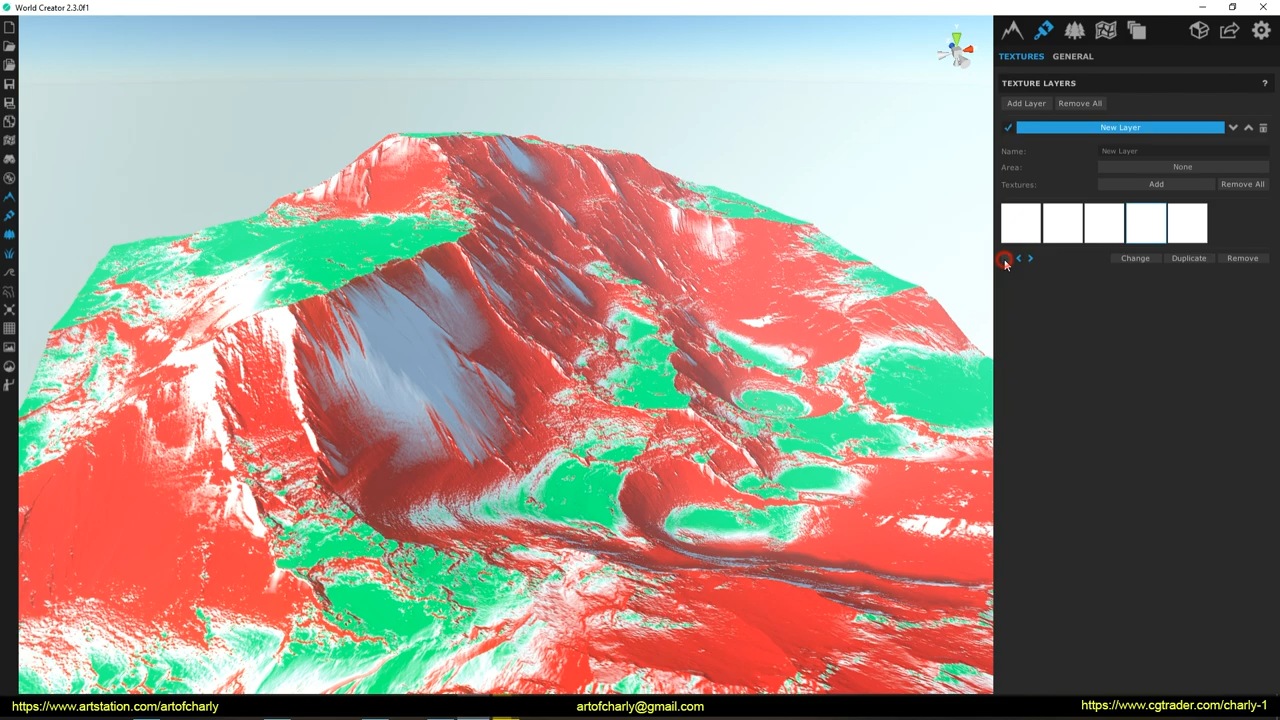 World Creator 2.3.0f1
TEXTURES GENERAL
TEXTURE LAYERS ?
Add Layer Remove All
New Layer
Name: New Layer
Area: None
Textures: Add Remove All
Change Duplicate Remove
https://www.artstation.com/artofcharly artofcharly@gmail.com https://www.cgtrader.com/charly-1